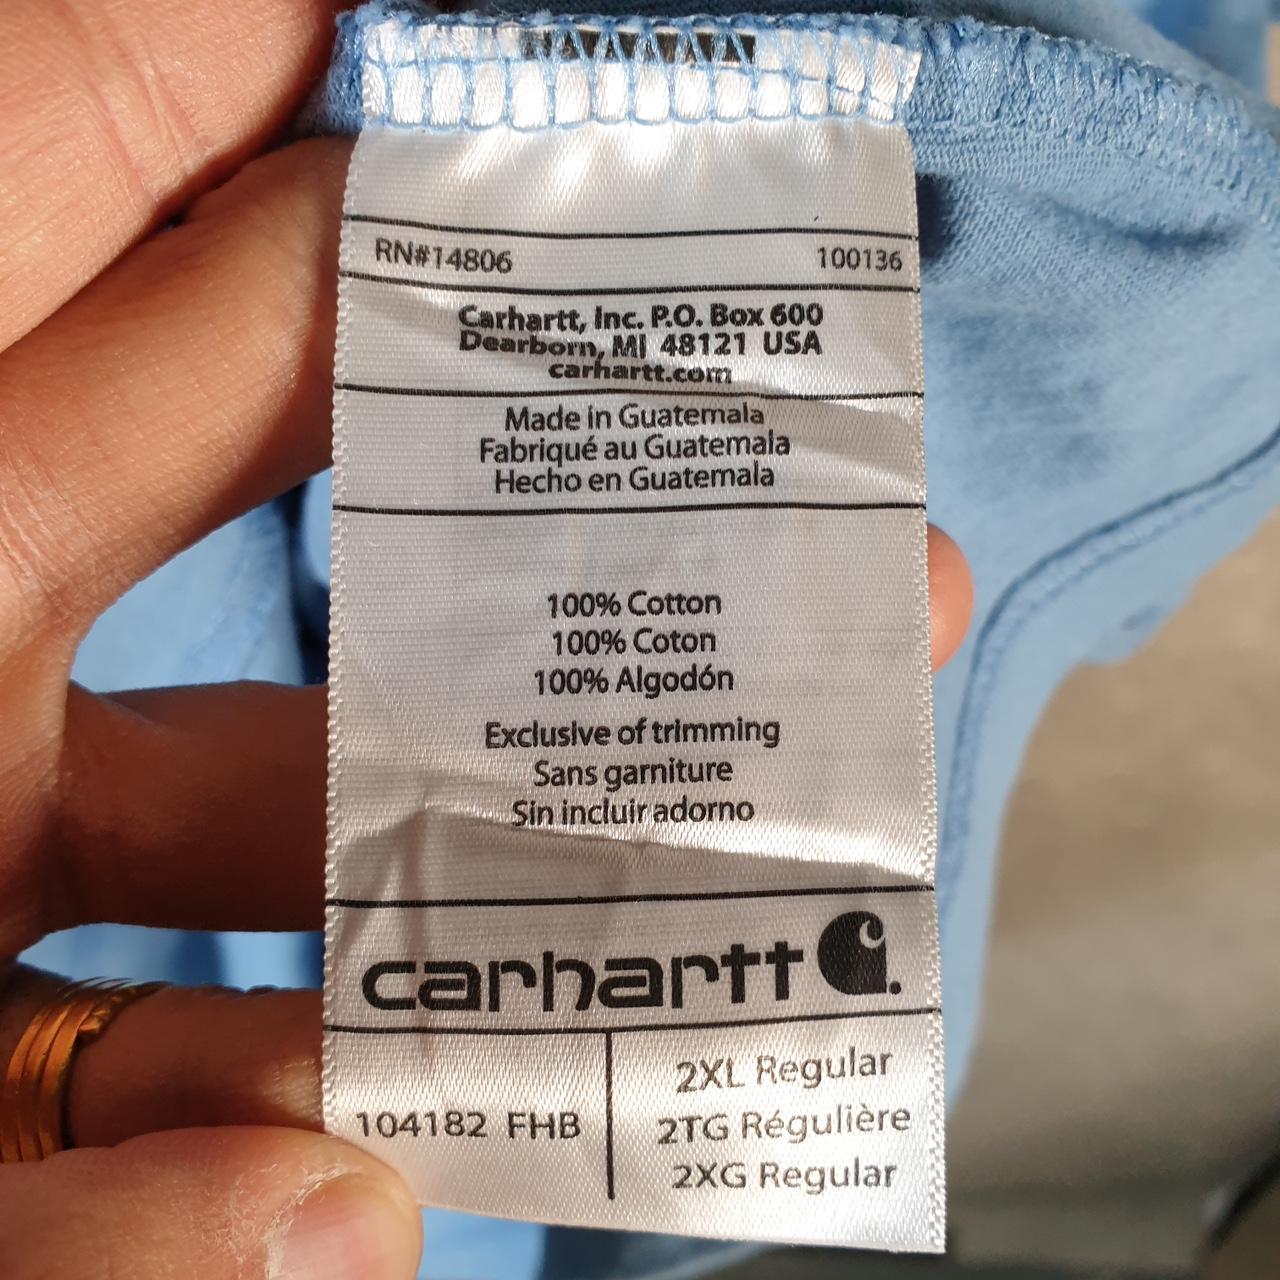 RN#14806 100136
Carhartt, Inc. P.O. Box 600
Dearborn, MI 48121 USA
carhartt.com
Made in Guatemala
Fabriqué au Guatemala
Hecho en Guatemala
100% Cotton
100% Coton
100% Algodón
Exclusive of trimming
Sans garniture
Sin incluir adorno
carhartt
104182 FHB
2XL Regular
2TG Régulière
2XG Regular